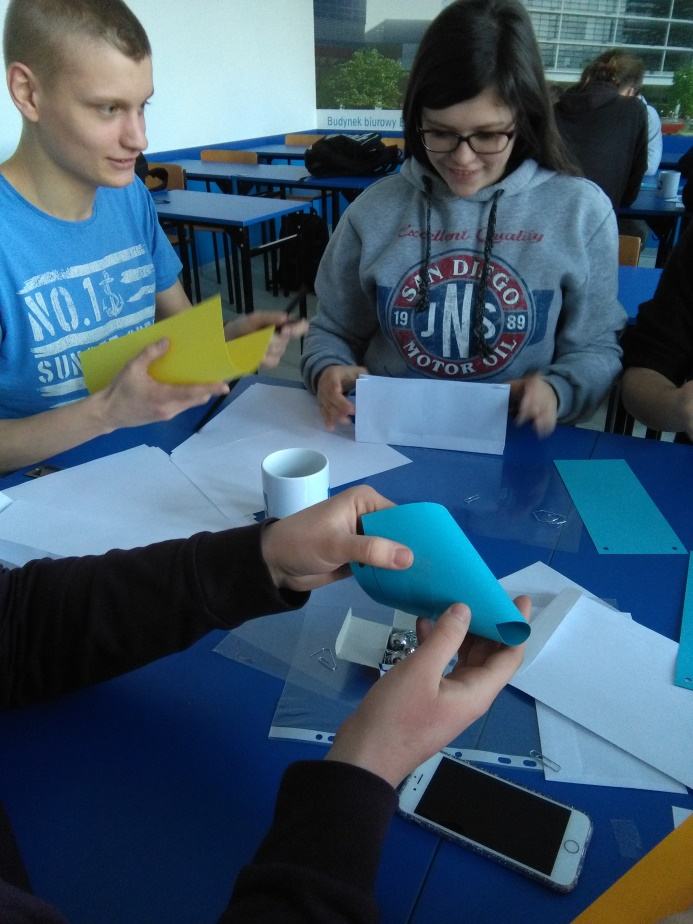 Budynek biurowy B
Excellent Quality
SAN DIEGO
19 JNS 89
MOTOR OIL
NO.1
SUN